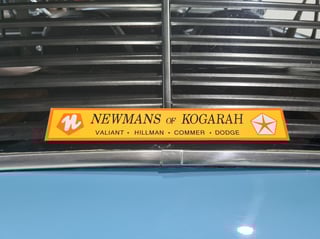 n NEWMANS OF KOGARAH
VALIANT • HILLMAN • COMMER • DODGE